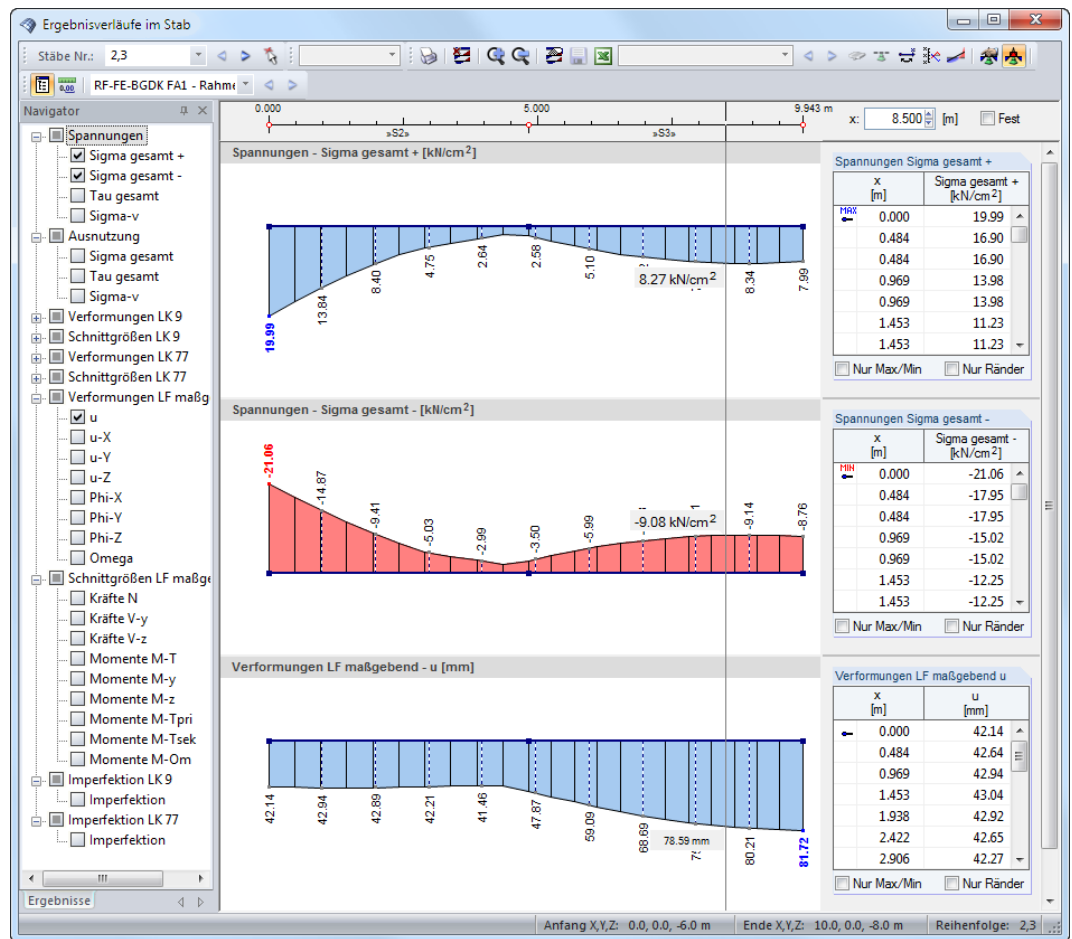 Ergebnisverläufe im Stab
Stäbe Nr.: 2,3
RF-FE-BGDK FA1 - Rahme
Navigator
Spannungen
Sigma gesamt +
Sigma gesamt -
Tau gesamt
Sigma-v
Ausnutzung
Sigma gesamt
Tau gesamt
Sigma-v
Verformungen LK 9
Schnittgrößen LK 9
Verformungen LK 77
Schnittgrößen LK 77
Verformungen LF maßg
u
u-X
u-Y
u-Z
Phi-X
Phi-Y
Phi-Z
Omega
Schnittgrößen LF maßge
Kräfte N
Kräfte V-y
Kräfte V-z
Momente M-T
Momente M-y
Momente M-z
Momente M-Tpri
Momente M-Tsek
Momente M-Om
Imperfektion LK 9
Imperfektion
Imperfektion LK 77
Imperfektion
Ergebnisse
0.000 5.000 9.943 m
»S2» »S3»
x: 8.500 [m] Fest
Spannungen - Sigma gesamt + [kN/cm²]
19.99 13.84 8.40 4.75 2.64 2.58 5.10 8.27 kN/cm² 8.34 7.99
Spannungen Sigma gesamt +
x [m] Sigma gesamt + [kN/cm²]
MAX 0.000 19.99
0.484 16.90
0.484 16.90
0.969 13.98
0.969 13.98
1.453 11.23
1.453 11.23
Nur Max/Min Nur Ränder
Spannungen - Sigma gesamt - [kN/cm²]
-21.06 -14.87 -9.41 -5.03 -2.99 -3.50 -5.99 -9.08 kN/cm² -9.14 -8.76
Spannungen Sigma gesamt -
x [m] Sigma gesamt - [kN/cm²]
MIN 0.000 -21.06
0.484 -17.95
0.484 -17.95
0.969 -15.02
0.969 -15.02
1.453 -12.25
1.453 -12.25
Nur Max/Min Nur Ränder
Verformungen LF maßgebend - u [mm]
42.14 42.94 42.89 42.21 41.46 47.87 59.09 68.69 78.59 mm 80.21 81.72
Verformungen LF maßgebend u
x [m] u [mm]
0.000 42.14
0.484 42.64
0.969 42.94
1.453 43.04
1.938 42.92
2.422 42.65
2.906 42.27
Nur Max/Min Nur Ränder
Anfang X,Y,Z: 0.0, 0.0, -6.0 m Ende X,Y,Z: 10.0, 0.0, -8.0 m Reihenfolge: 2,3